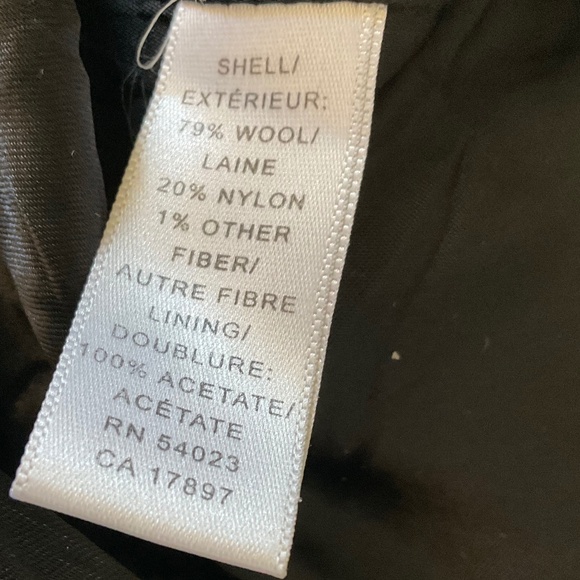 SHELL/
EXTÉRIEUR:
79% WOOL/
LAINE
20% NYLON
1% OTHER
FIBER/
AUTRE FIBRE
LINING/
DOUBLURE:
100% ACETATE/
ACÉTATE
RN 54023
CA 17897